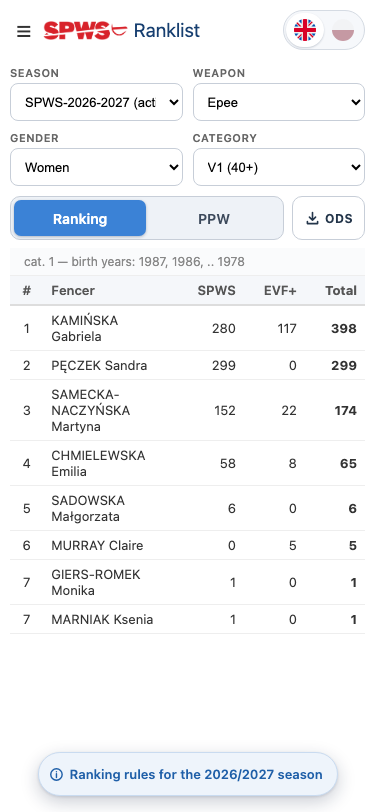 SPWS Ranklist
SEASON WEAPON
SPWS-2026-2027 (act Epee
GENDER CATEGORY
Women V1 (40+)
Ranking PPW ODS
cat. 1 — birth years: 1987, 1986, .. 1978
# Fencer SPWS EVF+ Total
1 KAMIŃSKA Gabriela 280 117 398
2 PĘCZEK Sandra 299 0 299
3 SAMECKA-NACZYŃSKA Martyna 152 22 174
4 CHMIELEWSKA Emilia 58 8 65
5 SADOWSKA Małgorzata 6 0 6
6 MURRAY Claire 0 5 5
7 GIERS-ROMEK Monika 1 0 1
7 MARNIAK Ksenia 1 0 1
Ranking rules for the 2026/2027 season